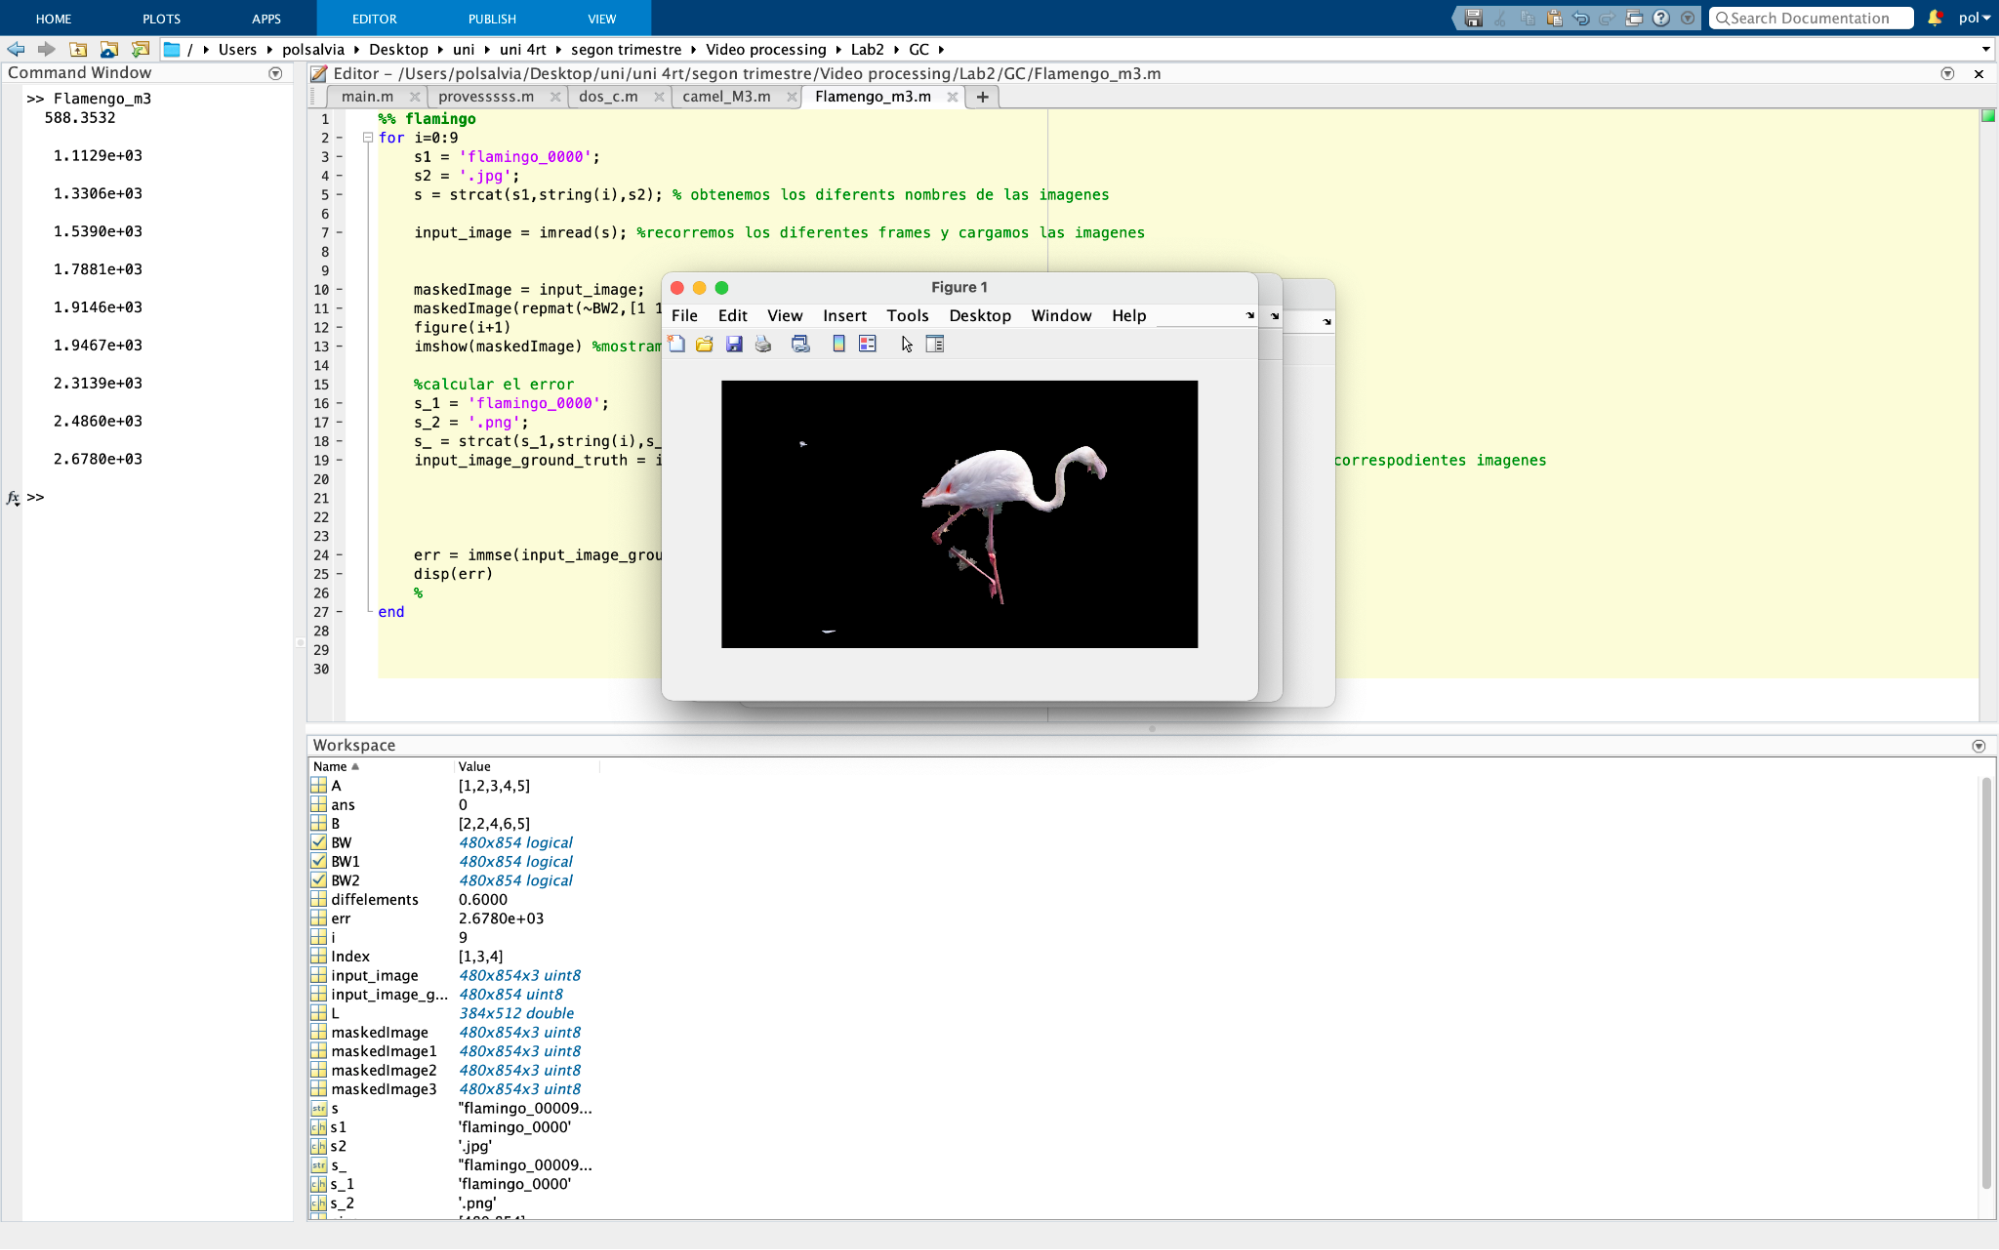 HOME PLOTS APPS EDITOR PUBLISH VIEW Search Documentation pol
/ Users polsalvia Desktop uni uni 4rt segon trimestre Video processing Lab2 GC
Command Window
>> Flamengo_m3
588.3532
1.1129e+03
1.3306e+03
1.5390e+03
1.7881e+03
1.9146e+03
1.9467e+03
2.3139e+03
2.4860e+03
2.6780e+03
fx >>
Editor - /Users/polsalvia/Desktop/uni/uni 4rt/segon trimestre/Video processing/Lab2/GC/Flamengo_m3.m
main.m provesssss.m dos_c.m camel_M3.m Flamengo_m3.m +
1 %% flamingo
2 for i=0:9
3 s1 = 'flamingo_0000';
4 s2 = '.jpg';
5 s = strcat(s1,string(i),s2); % obtenemos los diferents nombres de las imagenes
6
7 input_image = imread(s); %recorremos los diferentes frames y cargamos las imagenes
8
9
10 maskedImage = input_image;
11 maskedImage(repmat(~BW2,[1 1
12 figure(i+1)
13 imshow(maskedImage) %mostram
14
15 %calcular el error
16 s_1 = 'flamingo_0000';
17 s_2 = '.png';
18 s_ = strcat(s_1,string(i),s_
19 input_image_ground_truth = i correspodientes imagenes
20
21
22
23
24 err = immse(input_image_grou
25 disp(err)
26 %
27 end
28
29
30
Figure 1
File Edit View Insert Tools Desktop Window Help
Workspace
Name Value
A [1,2,3,4,5]
ans 0
B [2,2,4,6,5]
BW 480x854 logical
BW1 480x854 logical
BW2 480x854 logical
diffelements 0.6000
err 2.6780e+03
i 9
Index [1,3,4]
input_image 480x854x3 uint8
input_image_g... 480x854 uint8
L 384x512 double
maskedImage 480x854x3 uint8
maskedImage1 480x854x3 uint8
maskedImage2 480x854x3 uint8
maskedImage3 480x854x3 uint8
s "flamingo_00009...
s1 'flamingo_0000'
s2 '.jpg'
s_ "flamingo_00009...
s_1 'flamingo_0000'
s_2 '.png'